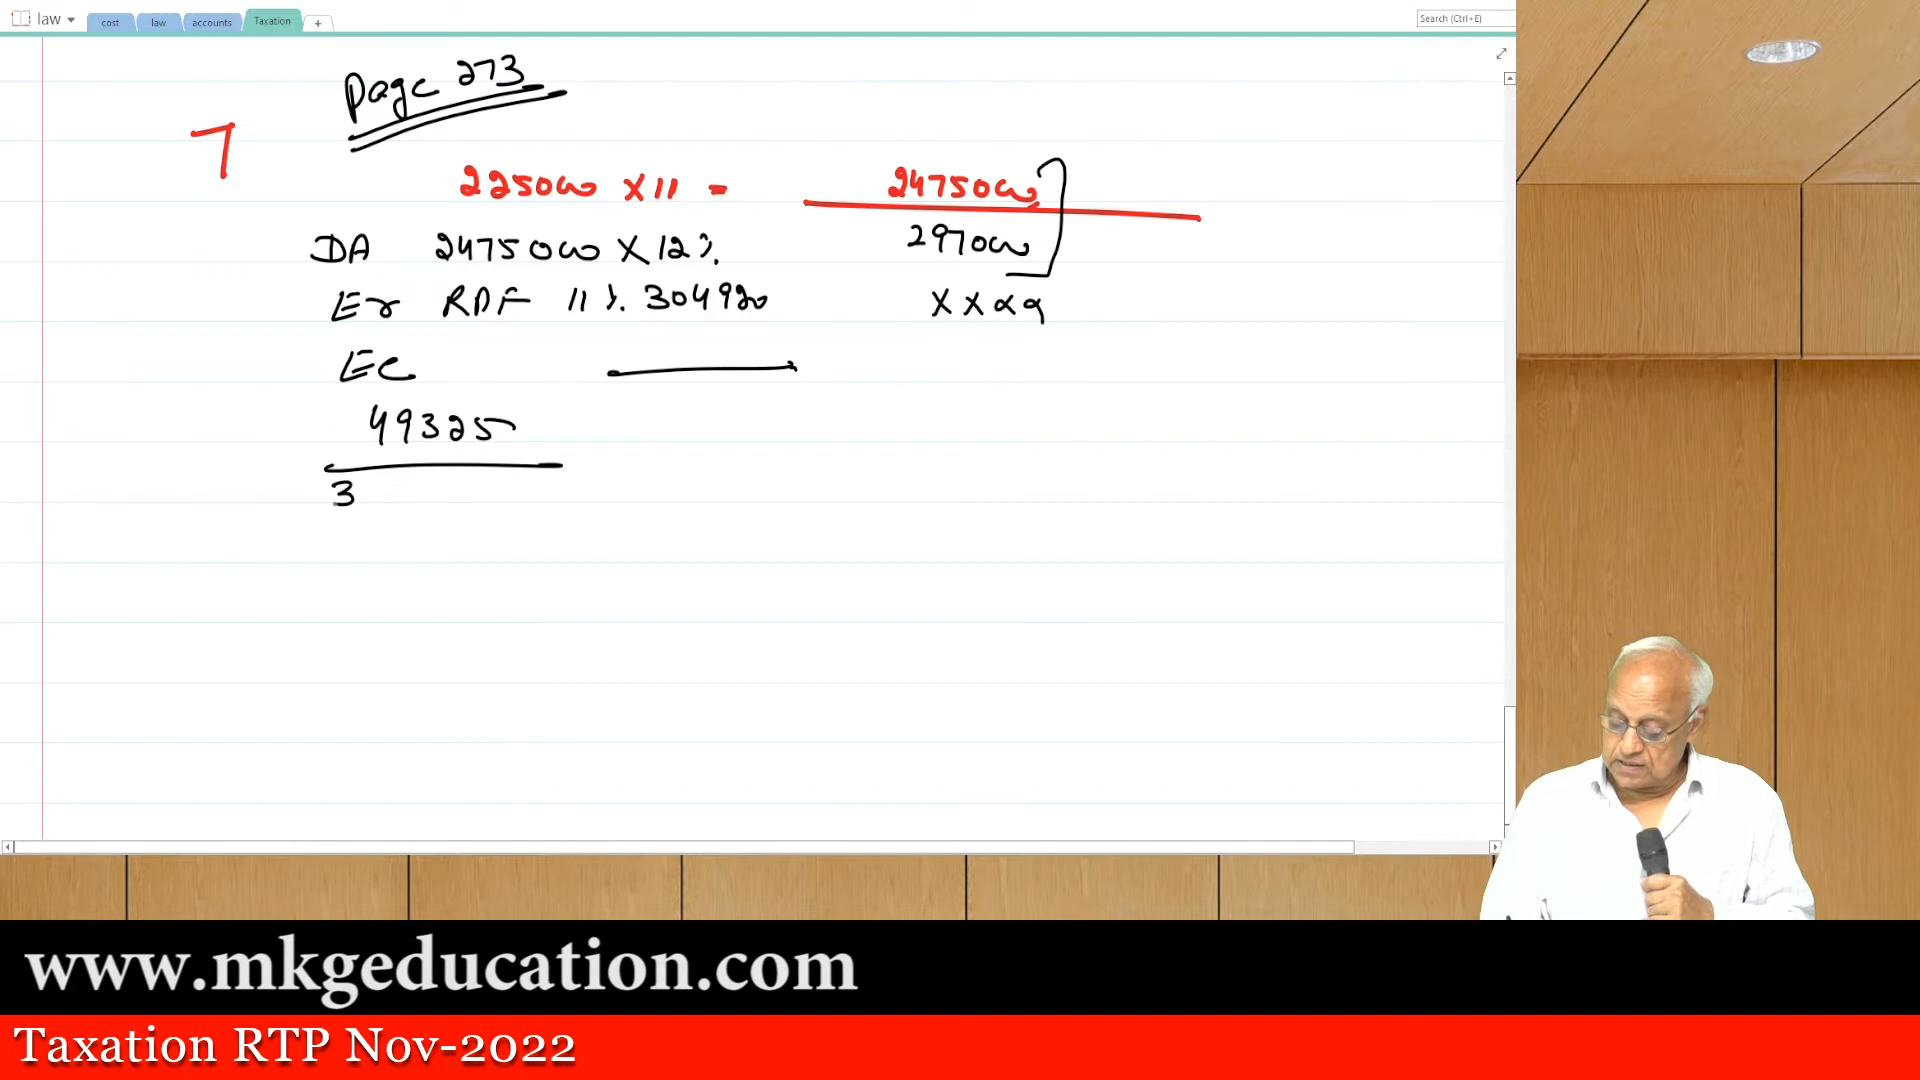 law
cost law accounts Taxation +
Search (Ctrl+E)
Page 273
7
225000 X 11 = 2475000
DA 2475000 X 12% 297000
Er RPF 11% 304920 XXXX
EC
49325
3
www.mkgeducation.com
Taxation RTP Nov-2022